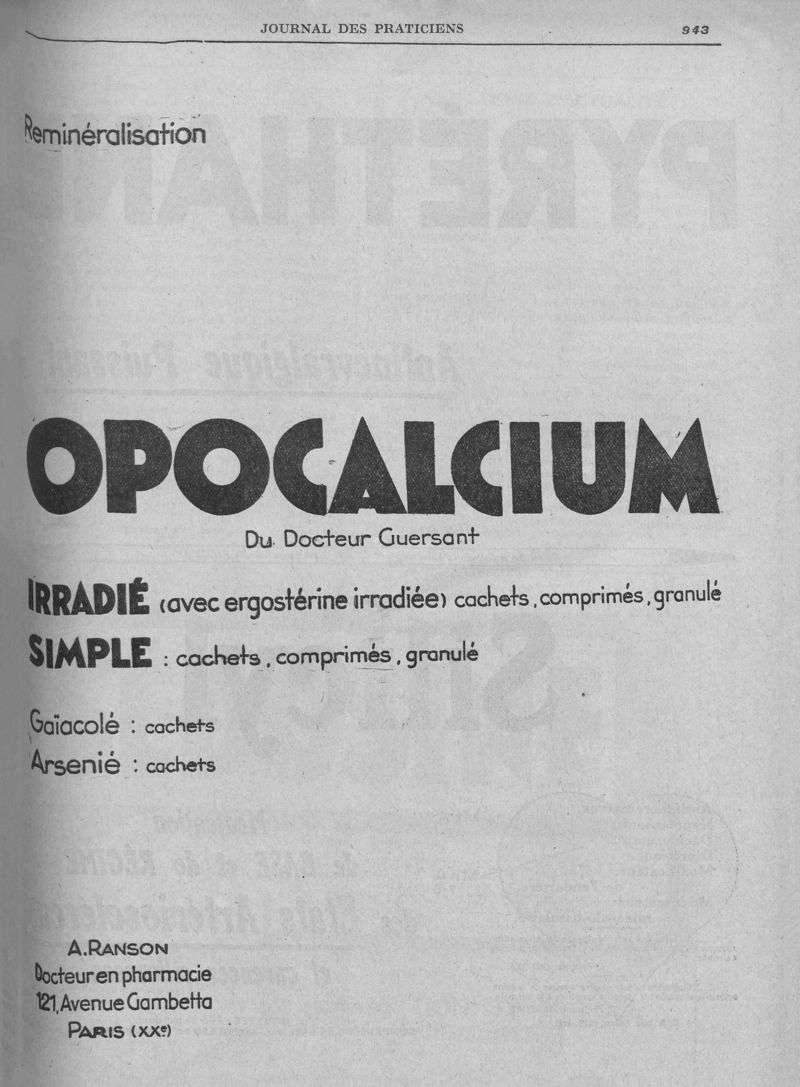 JOURNAL DES PRATICIENS 943
Reminéralisation
OPOCALCIUM
Du Docteur Guersant
IRRADIÉ (avec ergostérine irradiée) cachets, comprimés, granulé
SIMPLE : cachets, comprimés, granulé
Gaïacolé : cachets
Arsenié : cachets
A. RANSON
Docteur en pharmacie
121, Avenue Gambetta
PARIS (XXe)